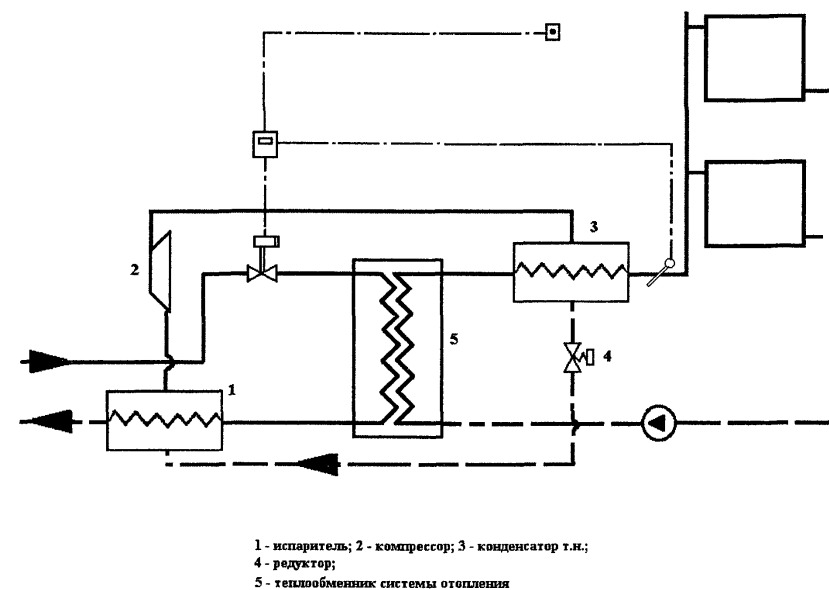 3
2
5
4
1
1 - испаритель; 2 - компрессор; 3 - конденсатор т.н.;
4 - редуктор;
5 - теплообменник системы отопления